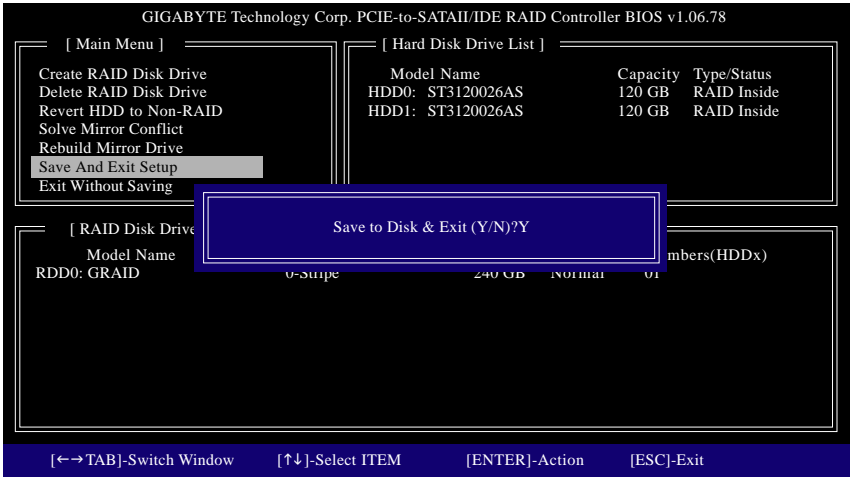 GIGABYTE Technology Corp. PCIE-to-SATAII/IDE RAID Controller BIOS v1.06.78
[ Main Menu ]
Create RAID Disk Drive
Delete RAID Disk Drive
Revert HDD to Non-RAID
Solve Mirror Conflict
Rebuild Mirror Drive
Save And Exit Setup
Exit Without Saving
[ Hard Disk Drive List ]
Model Name Capacity Type/Status
HDD0: ST3120026AS 120 GB RAID Inside
HDD1: ST3120026AS 120 GB RAID Inside
Save to Disk & Exit (Y/N)?Y
[ RAID Disk Drive
Model Name mbers(HDDx)
RDD0: GRAID 0-Stripe 240 GB Normal 01
[←→TAB]-Switch Window [↑↓]-Select ITEM [ENTER]-Action [ESC]-Exit